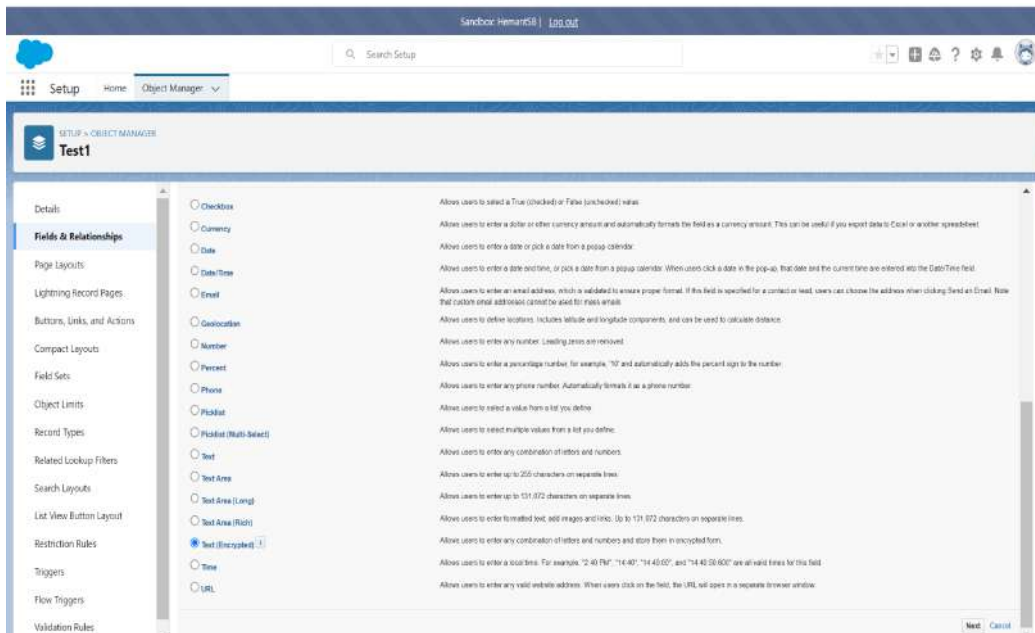 Sandbox: HemantSB | Log out
Search Setup
Setup Home Object Manager
SETUP > OBJECT MANAGER
Test1
Details
Fields & Relationships
Page Layouts
Lightning Record Pages
Buttons, Links, and Actions
Compact Layouts
Field Sets
Object Limits
Record Types
Related Lookup Filters
Search Layouts
List View Button Layout
Restriction Rules
Triggers
Flow Triggers
Validation Rules
Checkbox Allows users to select a True (checked) or False (unchecked) value.
Currency Allows users to enter a dollar or other currency amount and automatically formats the field as a currency amount. This can be useful if you export data to Excel or another spreadsheet.
Date Allows users to enter a date or pick a date from a popup calendar.
Date/Time Allows users to enter a date and time, or pick a date from a popup calendar. When users click a date in the pop-up, that date and the current time are entered into the Date/Time field.
Email Allows users to enter an email address, which is validated to ensure proper format. If this field is specified for a contact or lead, users can choose the address when clicking Send an Email. Note
that custom email addresses cannot be used for mass emails.
Geolocation Allows users to define locations. Includes latitude and longitude components, and can be used to calculate distance.
Number Allows users to enter any number. Leading zeros are removed.
Percent Allows users to enter a percentage number, for example, '10' and automatically adds the percent sign to the number.
Phone Allows users to enter any phone number. Automatically formats it as a phone number.
Picklist Allows users to select a value from a list you define.
Picklist (Multi-Select) Allows users to select multiple values from a list you define.
Text Allows users to enter any combination of letters and numbers.
Text Area Allows users to enter up to 255 characters on separate lines.
Text Area (Long) Allows users to enter up to 131,072 characters on separate lines.
Text Area (Rich) Allows users to enter formatted text, add images and links. Up to 131,072 characters on separate lines.
Text (Encrypted) i Allows users to enter any combination of letters and numbers and store them in encrypted form.
Time Allows users to enter a local time. For example, "2:40 PM", "14:40", "14:40:00", and "14:40:50.600" are all valid times for this field.
URL Allows users to enter any valid website address. When users click on the field, the URL will open in a separate browser window.
Next Cancel